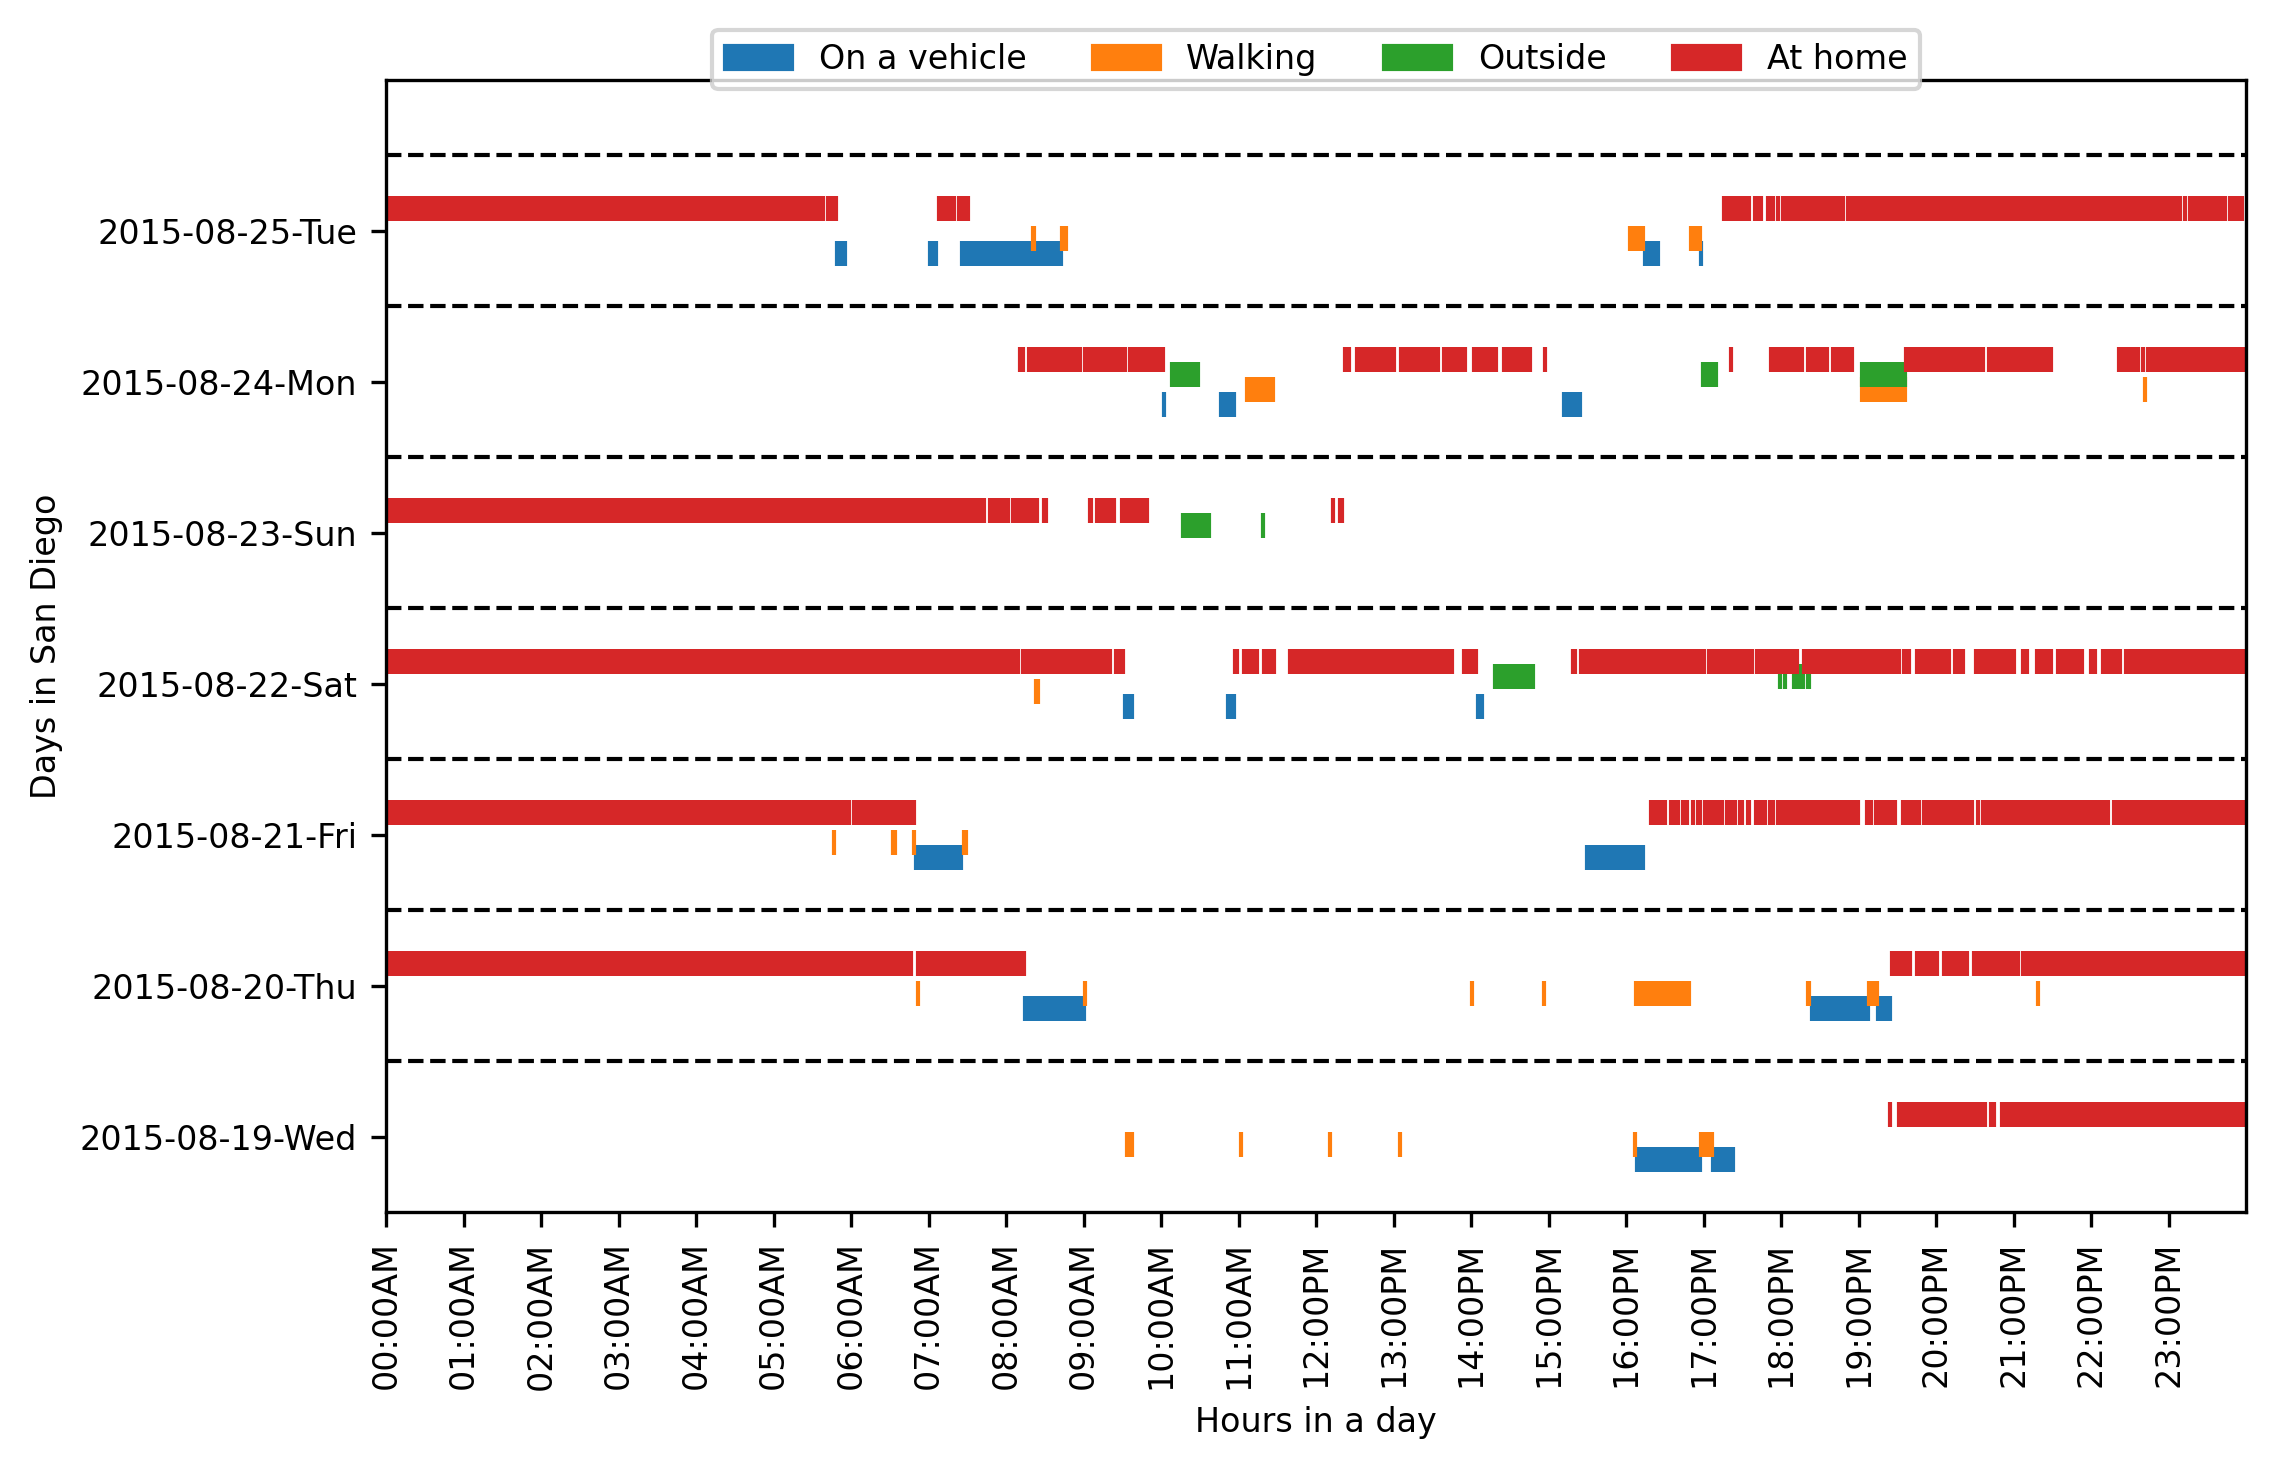 On a vehicle Walking Outside At home
Days in San Diego
2015-08-25-Tue
2015-08-24-Mon
2015-08-23-Sun
2015-08-22-Sat
2015-08-21-Fri
2015-08-20-Thu
2015-08-19-Wed
00:00AM
01:00AM
02:00AM
03:00AM
04:00AM
05:00AM
06:00AM
07:00AM
08:00AM
09:00AM
10:00AM
11:00AM
12:00PM
13:00PM
14:00PM
15:00PM
16:00PM
17:00PM
18:00PM
19:00PM
20:00PM
21:00PM
22:00PM
23:00PM
Hours in a day